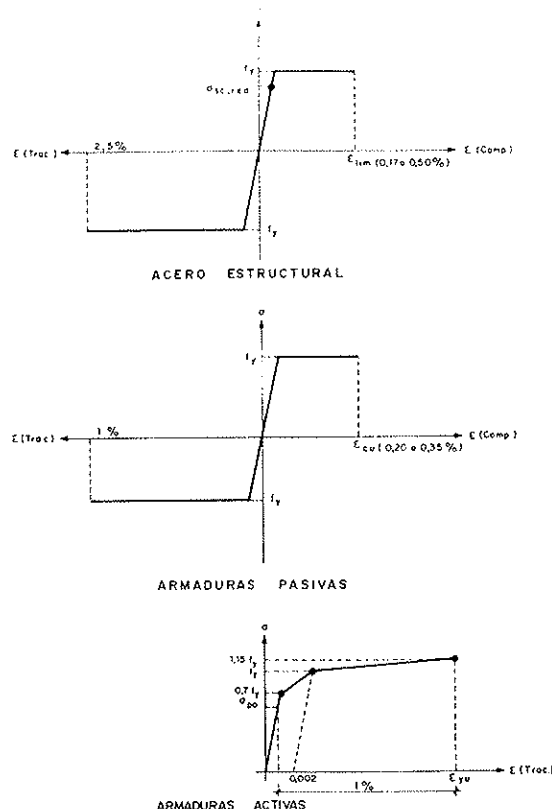 f_y
σ_sc,red
ε (Trac.)
2,5%
ε (Comp.)
ε_lim (0,17 a 0,50%)
f_y
ACERO ESTRUCTURAL
σ
f_y
ε (Trac.)
1 %
ε (Comp.)
ε_cu (0,20 a 0,35%)
f_y
ARMADURAS PASIVAS
σ
1,15 f_y
f_y
0,7 f_y
σ_po
0,002
ε_yu
ε (Trac.)
1%
ARMADURAS ACTIVAS